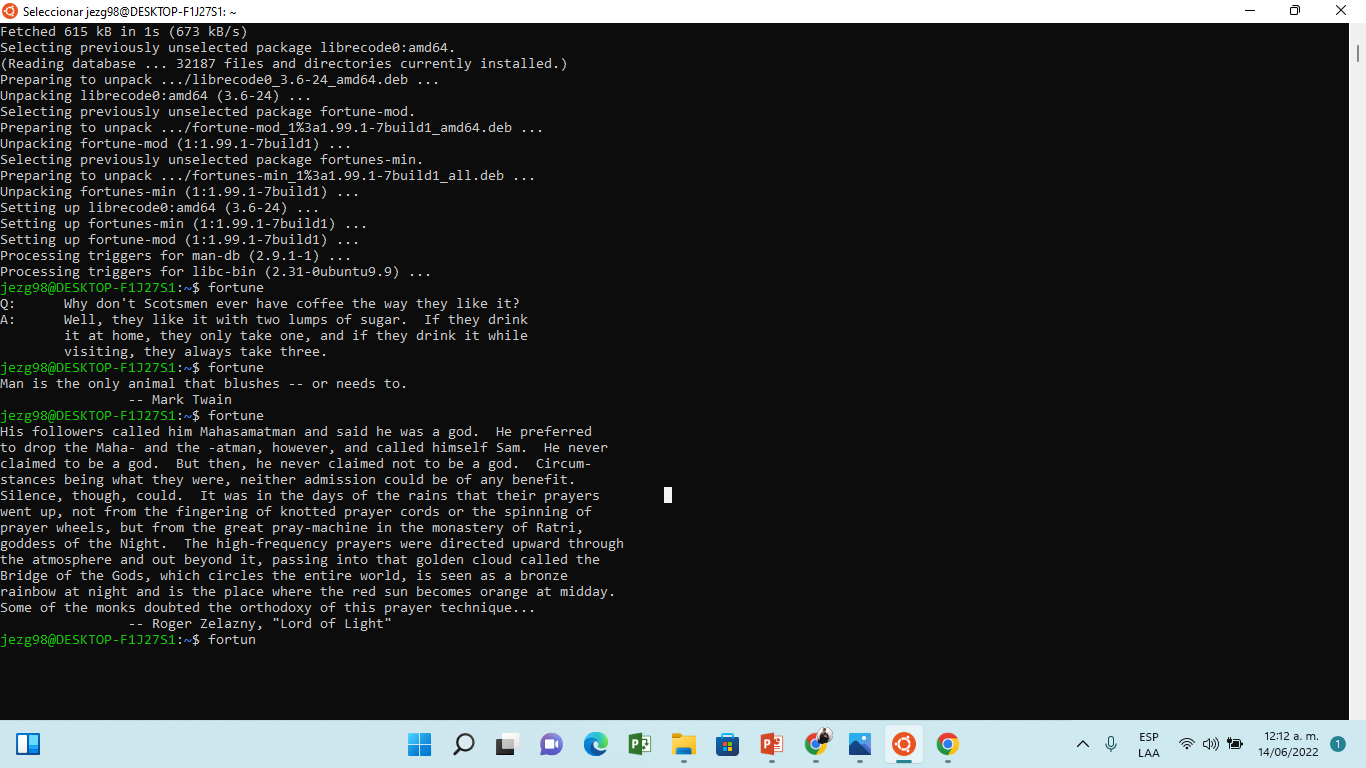 Seleccionar jezg98@DESKTOP-F1J27S1: ~
Fetched 615 kB in 1s (673 kB/s)
Selecting previously unselected package librecode0:amd64.
(Reading database ... 32187 files and directories currently installed.)
Preparing to unpack .../librecode0_3.6-24_amd64.deb ...
Unpacking librecode0:amd64 (3.6-24) ...
Selecting previously unselected package fortune-mod.
Preparing to unpack .../fortune-mod_1%3a1.99.1-7build1_amd64.deb ...
Unpacking fortune-mod (1:1.99.1-7build1) ...
Selecting previously unselected package fortunes-min.
Preparing to unpack .../fortunes-min_1%3a1.99.1-7build1_all.deb ...
Unpacking fortunes-min (1:1.99.1-7build1) ...
Setting up librecode0:amd64 (3.6-24) ...
Setting up fortunes-min (1:1.99.1-7build1) ...
Setting up fortune-mod (1:1.99.1-7build1) ...
Processing triggers for man-db (2.9.1-1) ...
Processing triggers for libc-bin (2.31-0ubuntu9.9) ...
jezg98@DESKTOP-F1J27S1:~$ fortune
Q:      Why don't Scotsmen ever have coffee the way they like it?
A:      Well, they like it with two lumps of sugar.  If they drink
        it at home, they only take one, and if they drink it while
        visiting, they always take three.
jezg98@DESKTOP-F1J27S1:~$ fortune
Man is the only animal that blushes -- or needs to.
                -- Mark Twain
jezg98@DESKTOP-F1J27S1:~$ fortune
His followers called him Mahasamatman and said he was a god.  He preferred
to drop the Maha- and the -atman, however, and called himself Sam.  He never
claimed to be a god.  But then, he never claimed not to be a god.  Circum-
stances being what they were, neither admission could be of any benefit.
Silence, though, could.  It was in the days of the rains that their prayers
went up, not from the fingering of knotted prayer cords or the spinning of
prayer wheels, but from the great pray-machine in the monastery of Ratri,
goddess of the Night.  The high-frequency prayers were directed upward through
the atmosphere and out beyond it, passing into that golden cloud called the
Bridge of the Gods, which circles the entire world, is seen as a bronze
rainbow at night and is the place where the red sun becomes orange at midday.
Some of the monks doubted the orthodoxy of this prayer technique...
                -- Roger Zelazny, "Lord of Light"
jezg98@DESKTOP-F1J27S1:~$ fortun
ESP
LAA
12:12 a. m.
14/06/2022
1